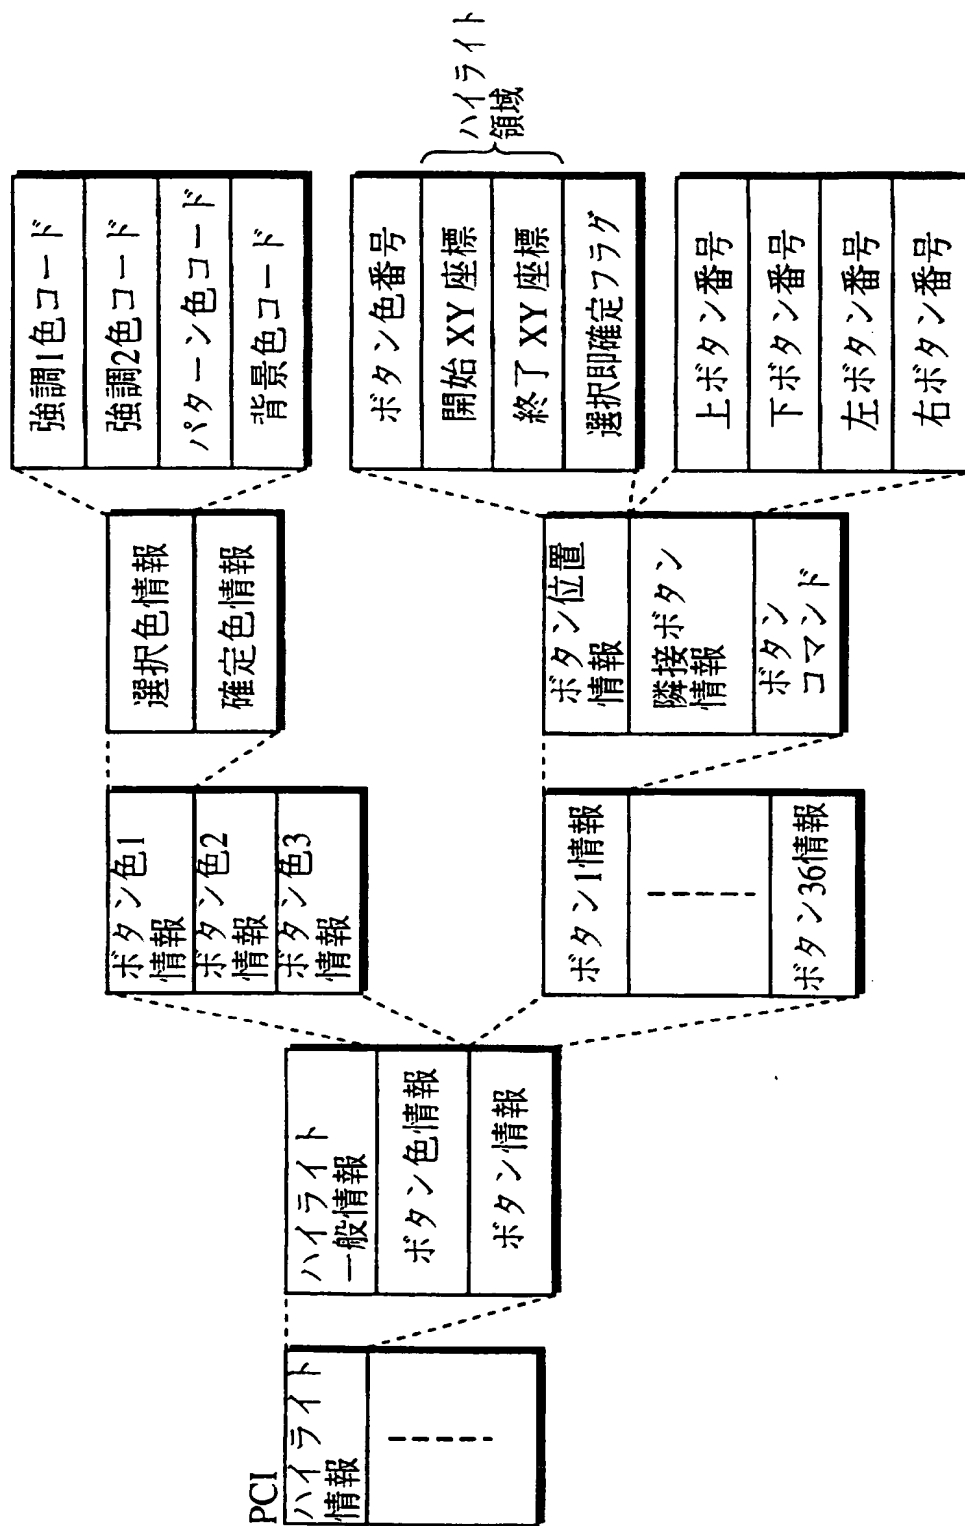 PCI
ハイライト
情報
ハイライト
一般情報
ボタン色情報
ボタン情報
ボタン色1
情報
ボタン色2
情報
ボタン色3
情報
ボタン1情報
ボタン36情報
選択色情報
確定色情報
ボタン位置
情報
隣接ボタン
情報
ボタン
コマンド
強調1色コード
強調2色コード
パターン色コード
背景色コード
ボタン色番号
開始XY座標
終了XY座標
選択即確定フラグ
ハイライト
領域
上ボタン番号
下ボタン番号
左ボタン番号
右ボタン番号